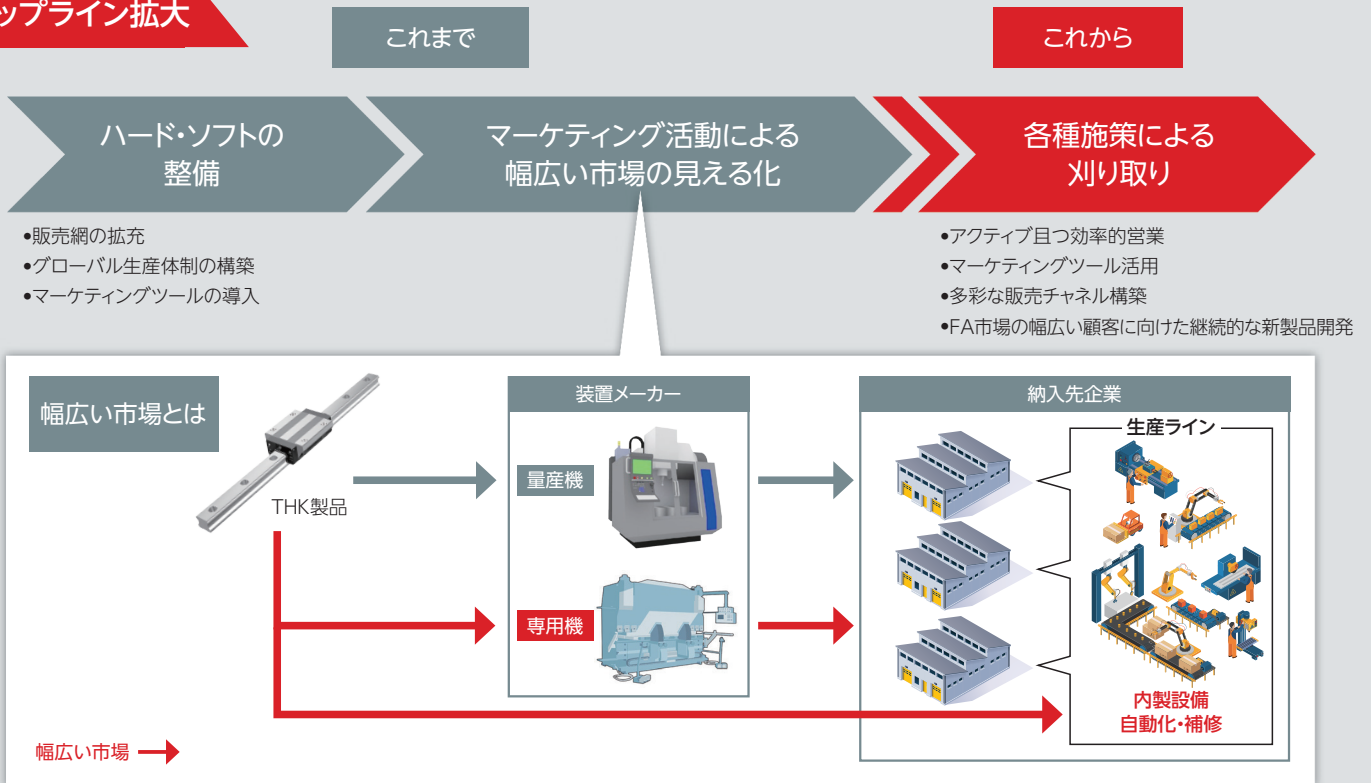 ップライン拡大
これまで
これから
ハード・ソフトの
整備
マーケティング活動による
幅広い市場の見える化
各種施策による
刈り取り
•販売網の拡充
•グローバル生産体制の構築
•マーケティングツールの導入
•アクティブ且つ効率的営業
•マーケティングツール活用
•多彩な販売チャネル構築
•FA市場の幅広い顧客に向けた継続的な新製品開発
幅広い市場とは
THK製品
装置メーカー
量産機
専用機
納入先企業
生産ライン
内製設備
自動化・補修
幅広い市場